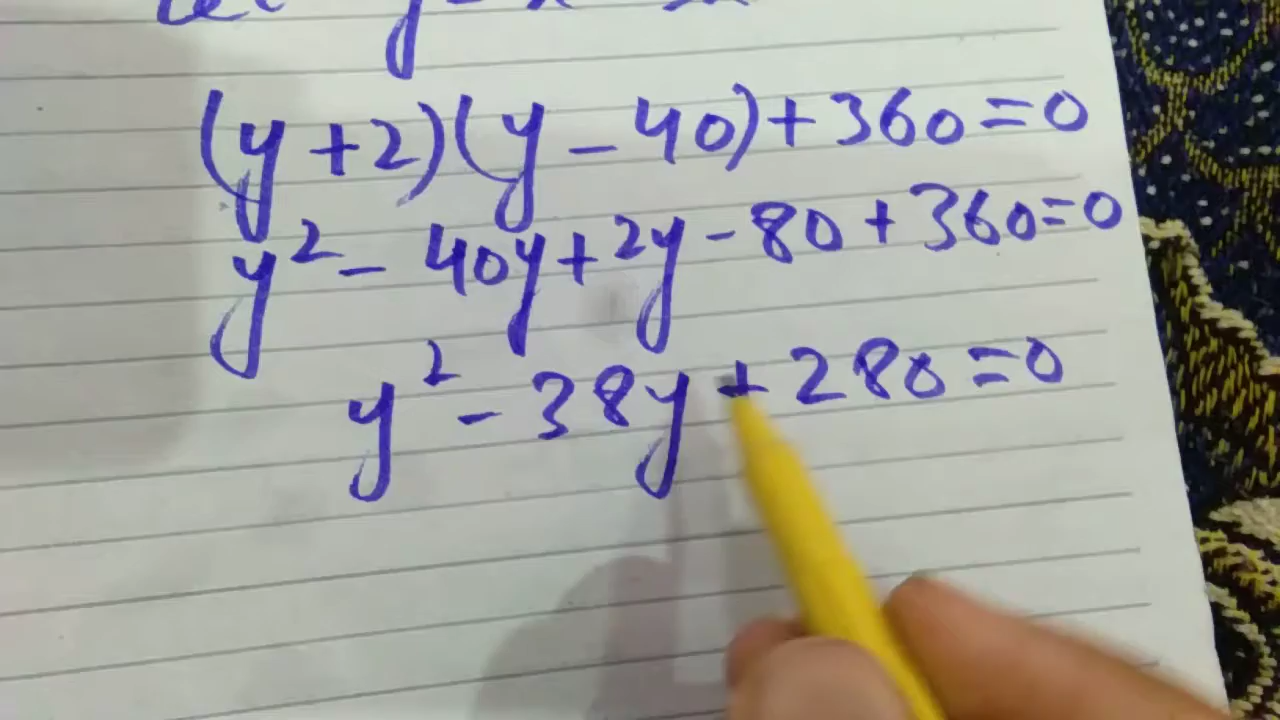 (y + 2)(y - 40) + 360 = 0
y² - 40y + 2y - 80 + 360 = 0
y² - 38y + 280 = 0